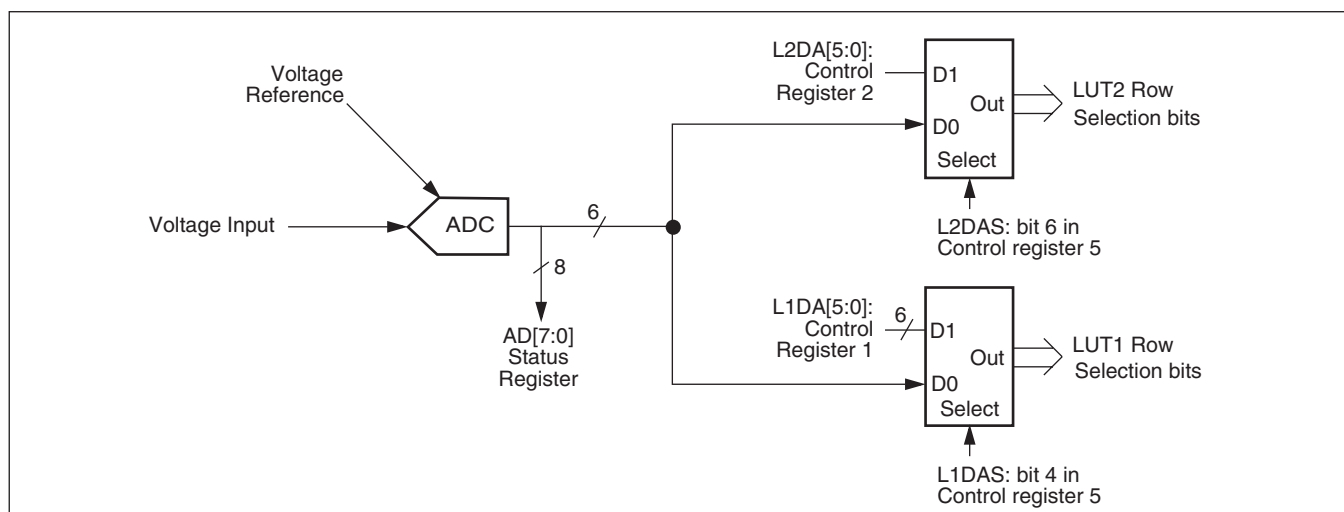 Voltage
Reference
Voltage Input
ADC
6
8
AD[7:0]
Status
Register
L2DA[5:0]:
Control
Register 2
D1
Out
D0
Select
LUT2 Row
Selection bits
L2DAS: bit 6 in
Control register 5
L1DA[5:0]:
Control
Register 1
6
D1
Out
D0
Select
LUT1 Row
Selection bits
L1DAS: bit 4 in
Control register 5